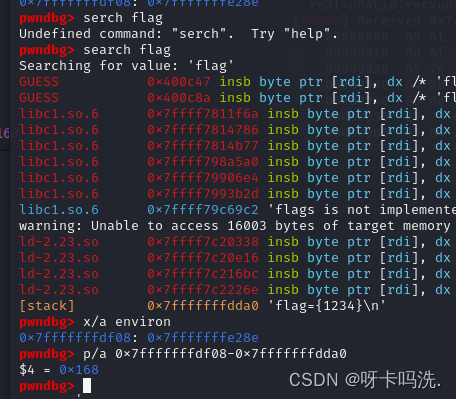 0x7fffffffdf08: 0x7fffffffe28e
pwndbg> serch flag
Undefined command: "serch".  Try "help".
pwndbg> search flag
Searching for value: 'flag'
GUESS           0x400c47 insb byte ptr [rdi], dx /* 'fl
GUESS           0x400c8a insb byte ptr [rdi], dx /* 'fl
libc1.so.6      0x7ffff7811f6a insb byte ptr [rdi], dx
libc1.so.6      0x7ffff7814786 insb byte ptr [rdi], dx
libc1.so.6      0x7ffff7814b77 insb byte ptr [rdi], dx
libc1.so.6      0x7ffff798a5a0 insb byte ptr [rdi], dx
libc1.so.6      0x7ffff79906e4 insb byte ptr [rdi], dx
libc1.so.6      0x7ffff7993b2d insb byte ptr [rdi], dx
libc1.so.6      0x7ffff79c69c2 'flags is not implemente
warning: Unable to access 16003 bytes of target memory
ld-2.23.so      0x7ffff7c20338 insb byte ptr [rdi], dx
ld-2.23.so      0x7ffff7c20e16 insb byte ptr [rdi], dx
ld-2.23.so      0x7ffff7c216bc insb byte ptr [rdi], dx
ld-2.23.so      0x7ffff7c2226e insb byte ptr [rdi], dx
[stack]         0x7fffffffdda0 'flag={1234}\n'
pwndbg> x/a environ
0x7fffffffdf08: 0x7fffffffe28e
pwndbg> p/a 0x7fffffffdf08-0x7fffffffdda0
$4 = 0x168
pwndbg>
CSDN @呀卡吗洗.